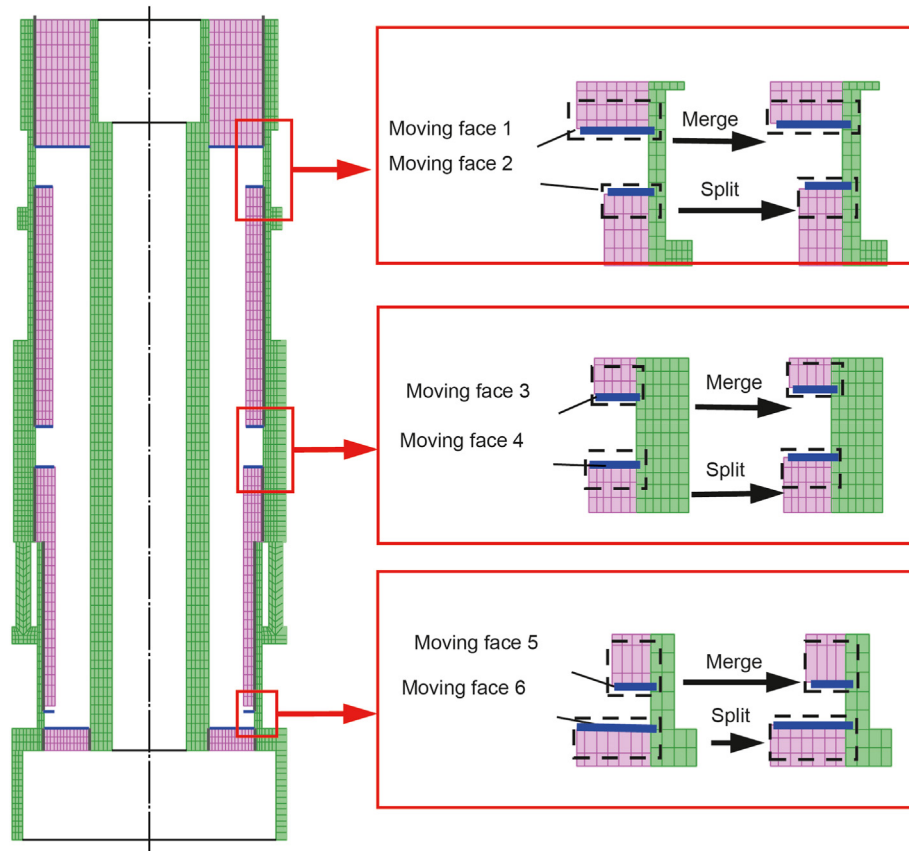 Moving face 1
Merge
Moving face 2
Split
Moving face 3
Merge
Moving face 4
Split
Moving face 5
Merge
Moving face 6
Split